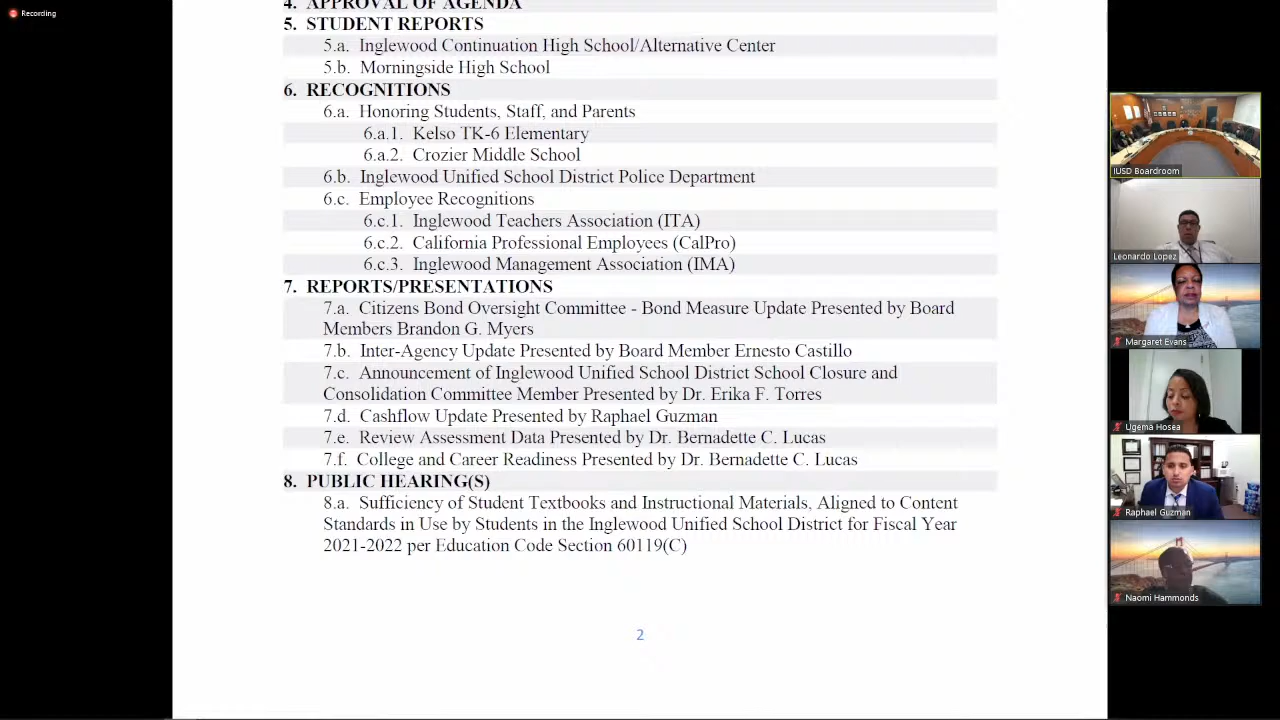 Recording
4. APPROVAL OF AGENDA
5. STUDENT REPORTS
5.a. Inglewood Continuation High School/Alternative Center
5.b. Morningside High School
6. RECOGNITIONS
6.a. Honoring Students, Staff, and Parents
6.a.1. Kelso TK-6 Elementary
6.a.2. Crozier Middle School
6.b. Inglewood Unified School District Police Department
6.c. Employee Recognitions
6.c.1. Inglewood Teachers Association (ITA)
6.c.2. California Professional Employees (CalPro)
6.c.3. Inglewood Management Association (IMA)
7. REPORTS/PRESENTATIONS
7.a. Citizens Bond Oversight Committee - Bond Measure Update Presented by Board
Members Brandon G. Myers
7.b. Inter-Agency Update Presented by Board Member Ernesto Castillo
7.c. Announcement of Inglewood Unified School District School Closure and
Consolidation Committee Member Presented by Dr. Erika F. Torres
7.d. Cashflow Update Presented by Raphael Guzman
7.e. Review Assessment Data Presented by Dr. Bernadette C. Lucas
7.f. College and Career Readiness Presented by Dr. Bernadette C. Lucas
8. PUBLIC HEARING(S)
8.a. Sufficiency of Student Textbooks and Instructional Materials, Aligned to Content
Standards in Use by Students in the Inglewood Unified School District for Fiscal Year
2021-2022 per Education Code Section 60119(C)
2
IUSD Boardroom
Leonardo Lopez
Margaret Evans
Ugema Hosea
Raphael Guzman
Naomi Hammonds